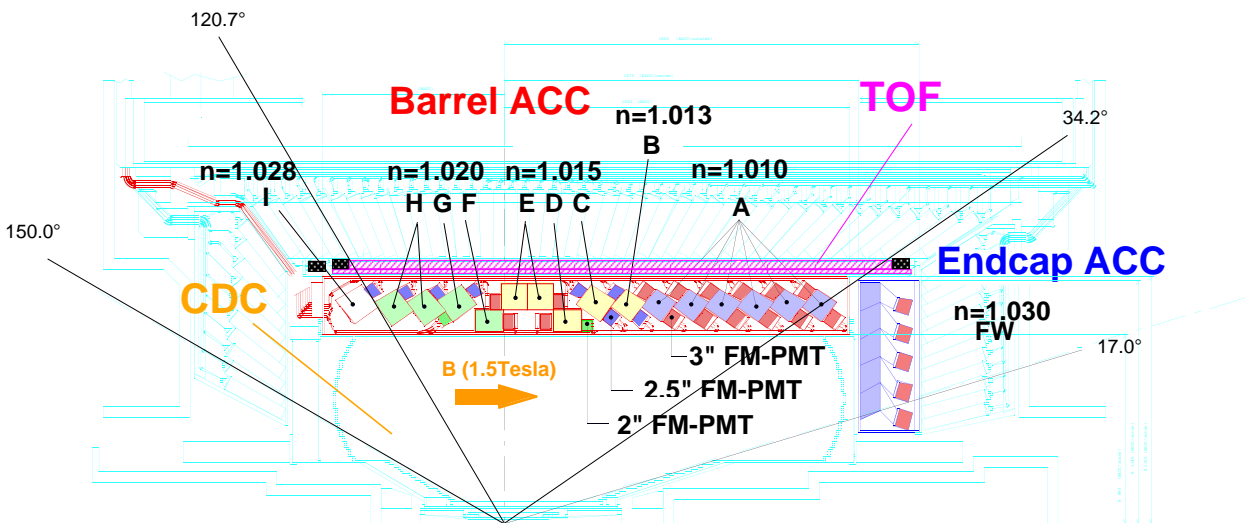 120.7°
Barrel ACC
TOF
n=1.013
B
34.2°
n=1.028
I
n=1.020
H G F
n=1.015
E D C
n=1.010
A
150.0°
CDC
Endcap ACC
n=1.030
FW
17.0°
B (1.5Tesla)
3" FM-PMT
2.5" FM-PMT
2" FM-PMT